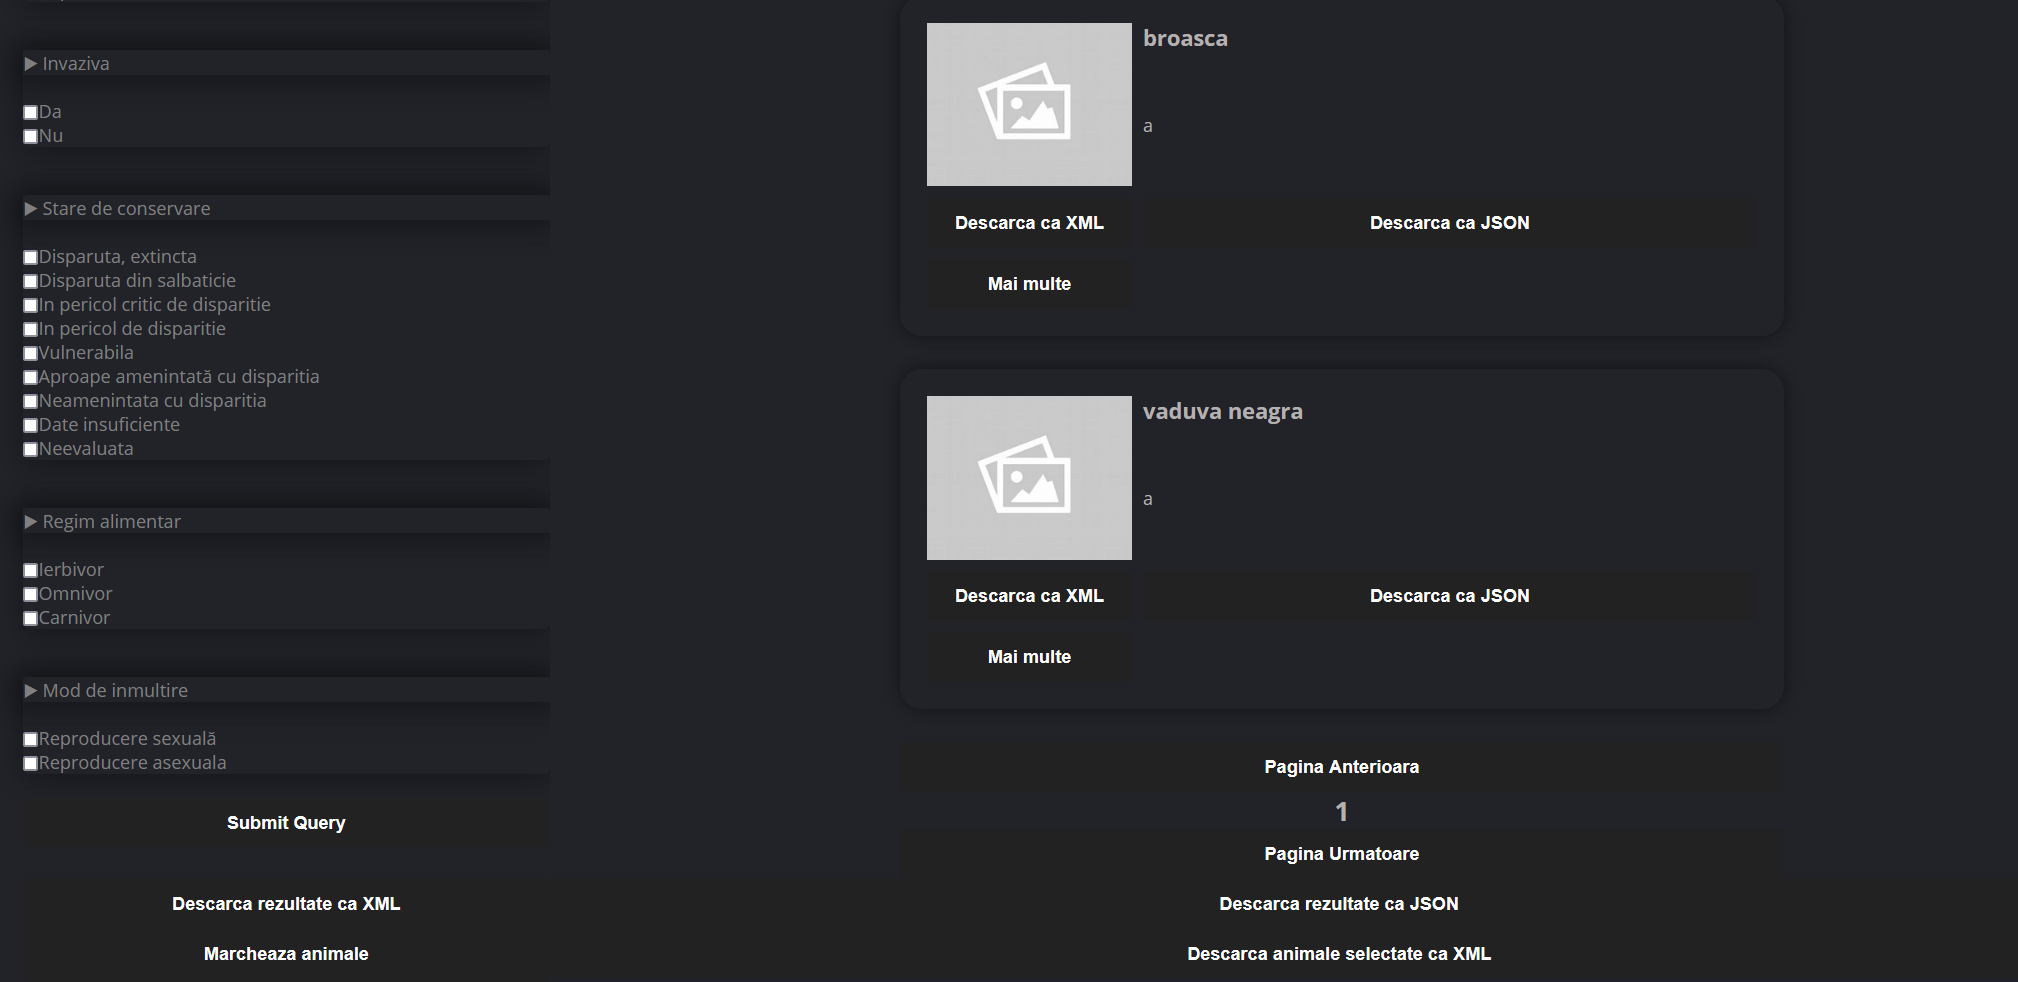 ▶ Invaziva
Da
Nu
▶ Stare de conservare
Disparuta, extincta
Disparuta din salbaticie
In pericol critic de disparitie
In pericol de disparitie
Vulnerabila
Aproape amenintată cu disparitia
Neamenintata cu disparitia
Date insuficiente
Neevaluata
▶ Regim alimentar
Ierbivor
Omnivor
Carnivor
▶ Mod de inmultire
Reproducere sexuală
Reproducere asexuala
Submit Query
broasca
a
Descarca ca XML
Descarca ca JSON
Mai multe
vaduva neagra
a
Descarca ca XML
Descarca ca JSON
Mai multe
Pagina Anterioara
1
Pagina Urmatoare
Descarca rezultate ca XML
Descarca rezultate ca JSON
Marcheaza animale
Descarca animale selectate ca XML